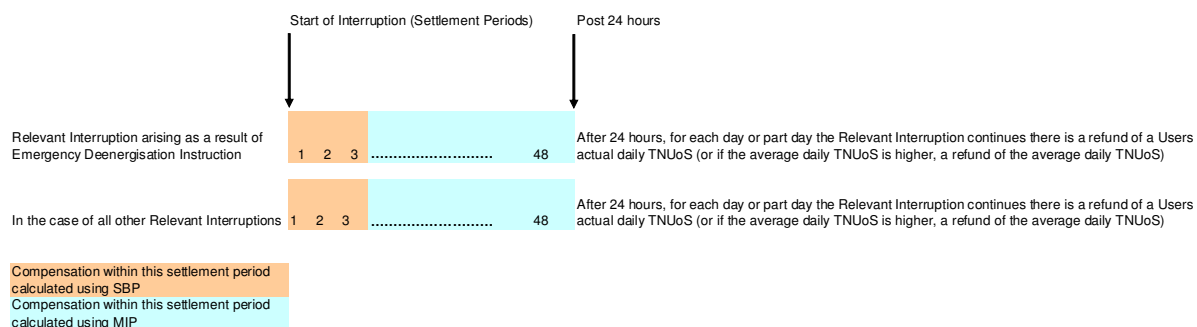 Start of Interruption (Settlement Periods)
Post 24 hours
Relevant Interruption arising as a result of
Emergency Deenergisation Instruction
1 2 3 ............................ 48
After 24 hours, for each day or part day the Relevant Interruption continues there is a refund of a Users
actual daily TNUoS (or if the average daily TNUoS is higher, a refund of the average daily TNUoS)
In the case of all other Relevant Interruptions
1 2 3 ............................ 48
After 24 hours, for each day or part day the Relevant Interruption continues there is a refund of a Users
actual daily TNUoS (or if the average daily TNUoS is higher, a refund of the average daily TNUoS)
Compensation within this settlement period
calculated using SBP
Compensation within this settlement period
calculated using MIP